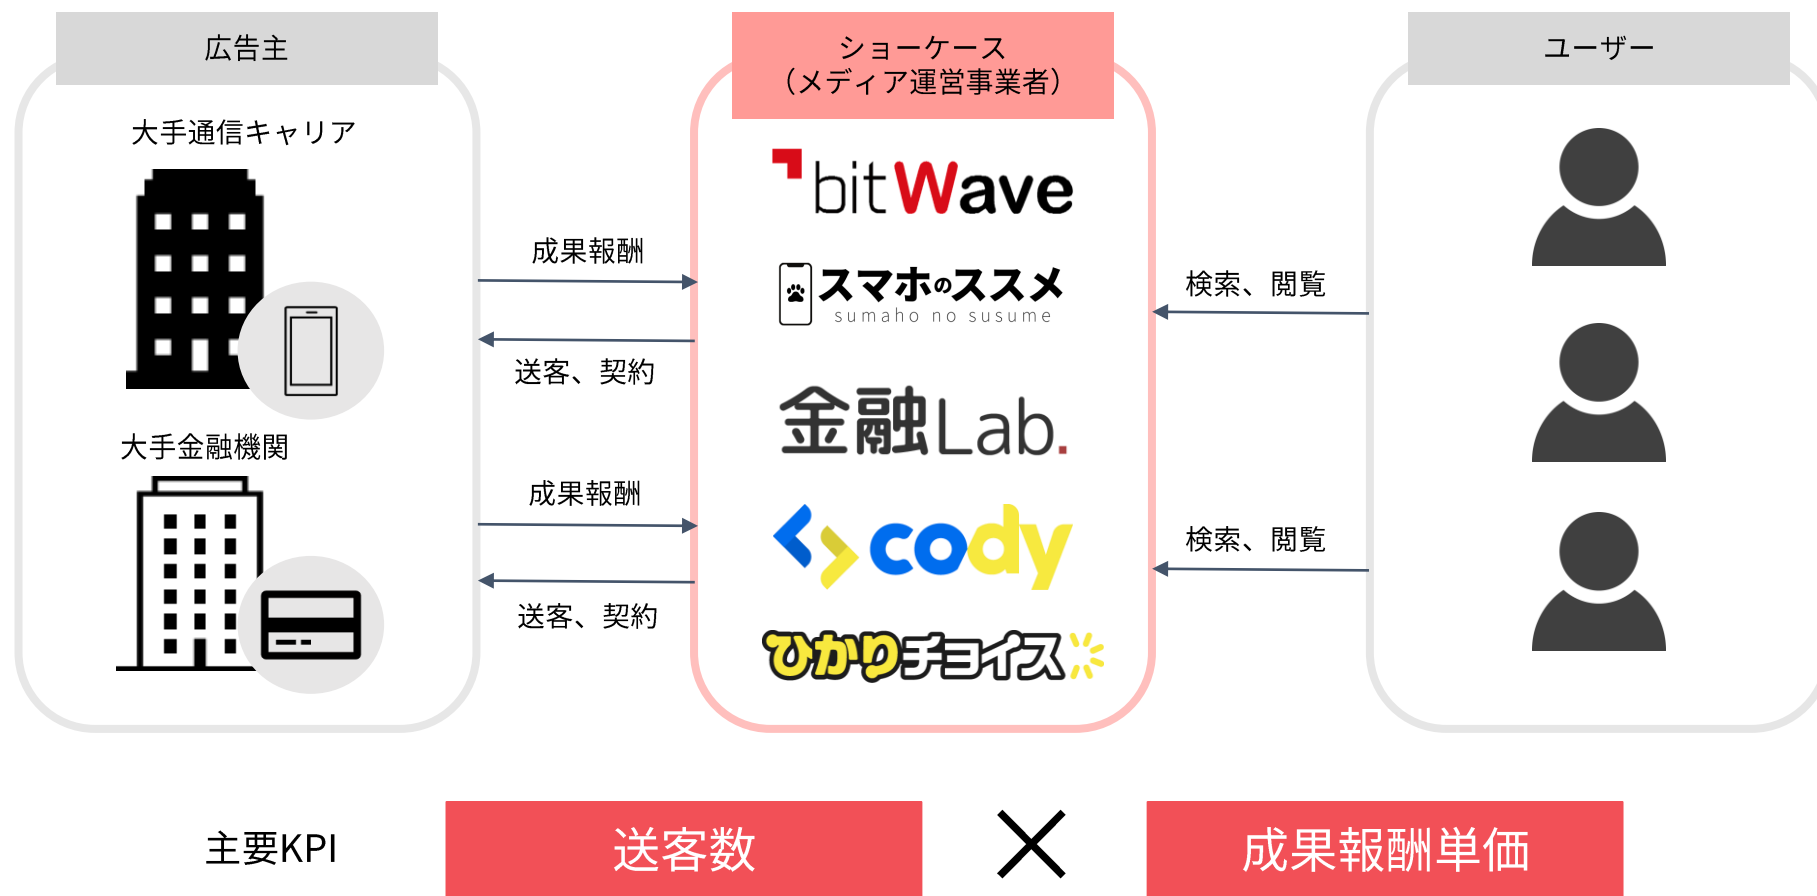 広告主
ショーケース
（メディア運営事業者）
ユーザー
大手通信キャリア
大手金融機関
成果報酬
送客、契約
成果報酬
送客、契約
bitWave
スマホのススメ
sumaho no susume
金融Lab.
cody
ひかりチョイス
検索、閲覧
検索、閲覧
主要KPI
送客数
×
成果報酬単価